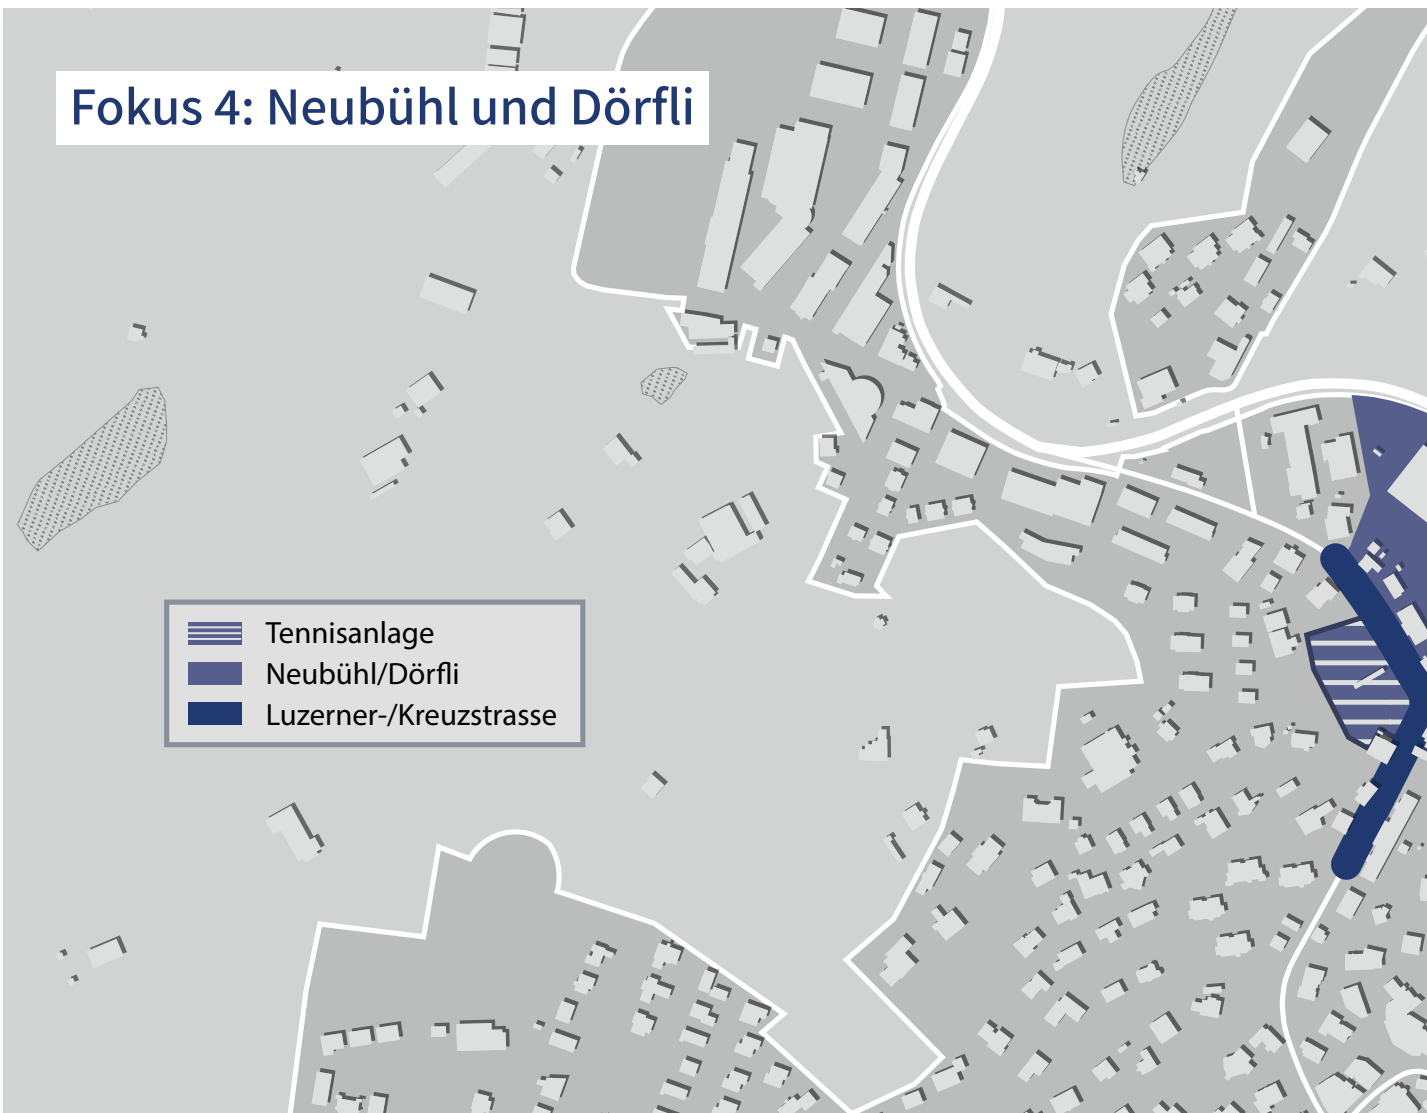 Fokus 4: Neubühl und Dörfli
Tennisanlage
Neubühl/Dörfli
Luzerner-/Kreuzstrasse